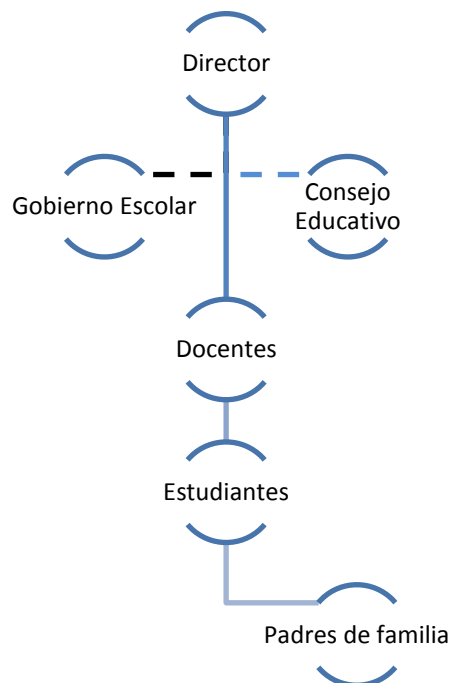 Director
Gobierno Escolar
Consejo
Educativo
Docentes
Estudiantes
Padres de familia